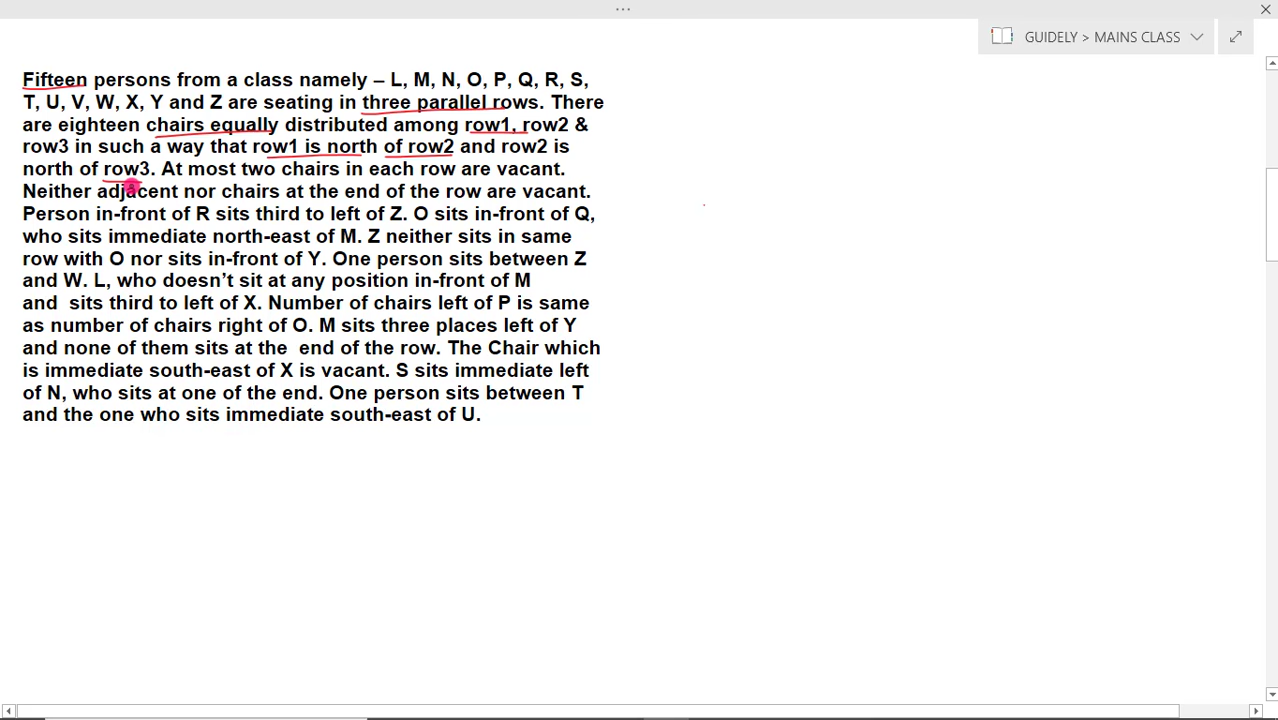 GUIDELY > MAINS CLASS
Fifteen persons from a class namely – L, M, N, O, P, Q, R, S,
T, U, V, W, X, Y and Z are seating in three parallel rows. There
are eighteen chairs equally distributed among row1, row2 &
row3 in such a way that row1 is north of row2 and row2 is
north of row3. At most two chairs in each row are vacant.
Neither adjacent nor chairs at the end of the row are vacant.
Person in-front of R sits third to left of Z. O sits in-front of Q,
who sits immediate north-east of M. Z neither sits in same
row with O nor sits in-front of Y. One person sits between Z
and W. L, who doesn’t sit at any position in-front of M
and  sits third to left of X. Number of chairs left of P is same
as number of chairs right of O. M sits three places left of Y
and none of them sits at the  end of the row. The Chair which
is immediate south-east of X is vacant. S sits immediate left
of N, who sits at one of the end. One person sits between T
and the one who sits immediate south-east of U.